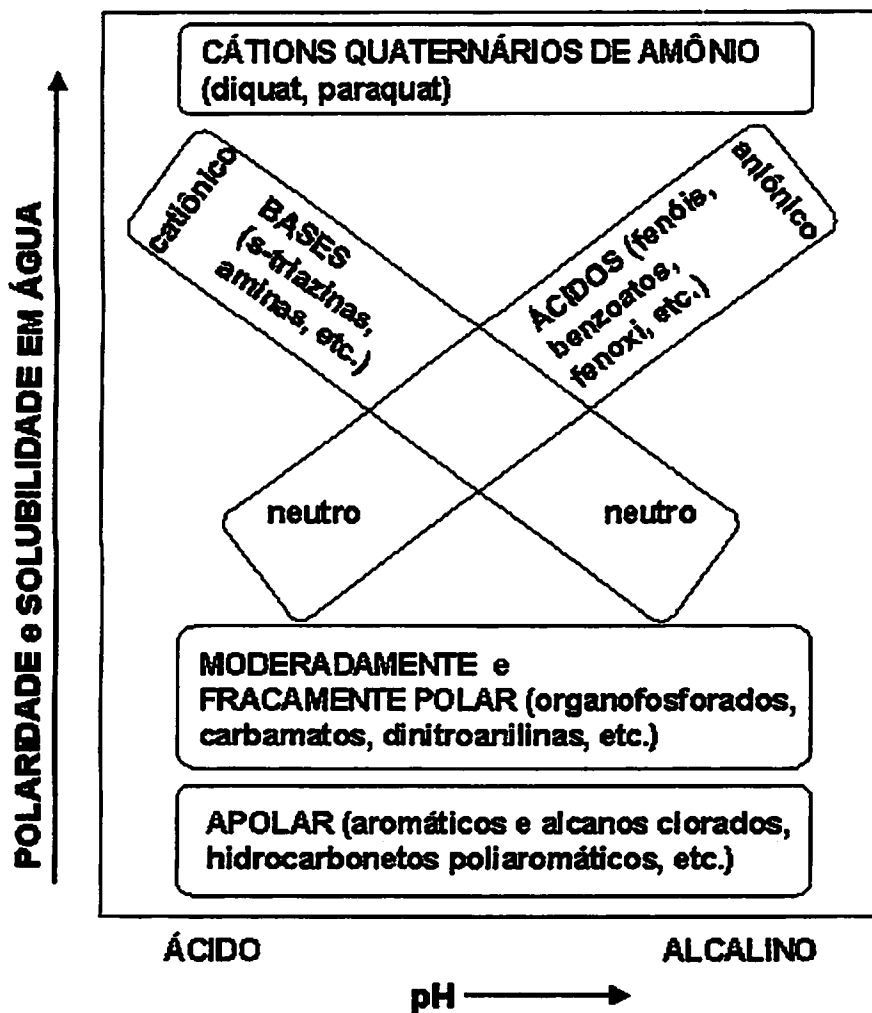 CÁTIONS QUATERNÁRIOS DE AMÔNIO
(diquat, paraquat)
catiônico
BASES
(s-triazinas,
aminas, etc.)
aniónico
ÁCIDOS (fenóis,
benzoatos,
fenoxi, etc.)
neutro
neutro
MODERADAMENTE e
FRACAMENTE POLAR (organofosforados,
carbamatos, dinitroanilinas, etc.)
APOLAR (aromáticos e alcanos clorados,
hidrocarbonetos poliaromáticos, etc.)
POLARIDADE e SOLUBILIDADE EM ÁGUA
ÁCIDO
ALCALINO
pH